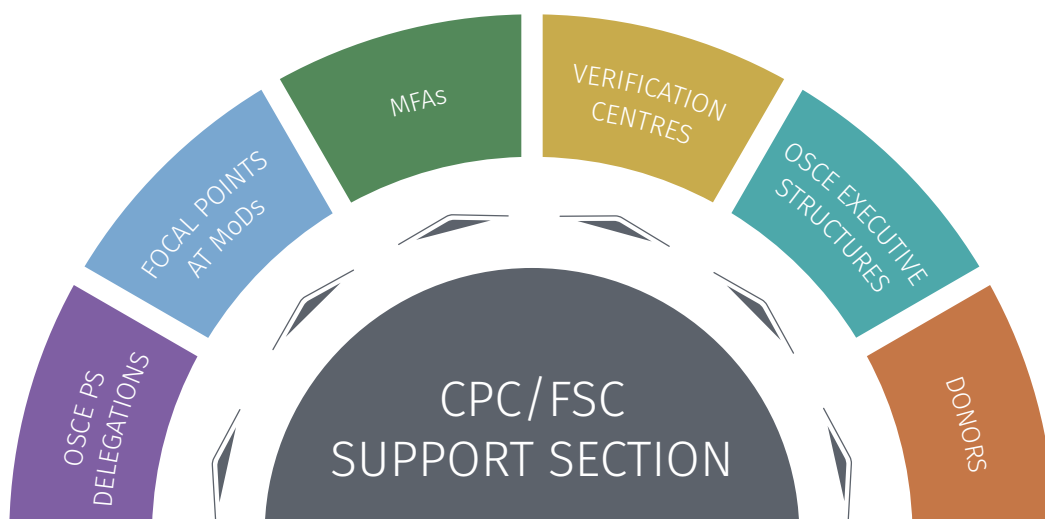 OSCE PS
DELEGATIONS
FOCAL POINTS
AT MoDs
MFAs
VERIFICATION
CENTRES
OSCE EXECUTIVE
STRUCTURES
DONORS
CPC/FSC
SUPPORT SECTION